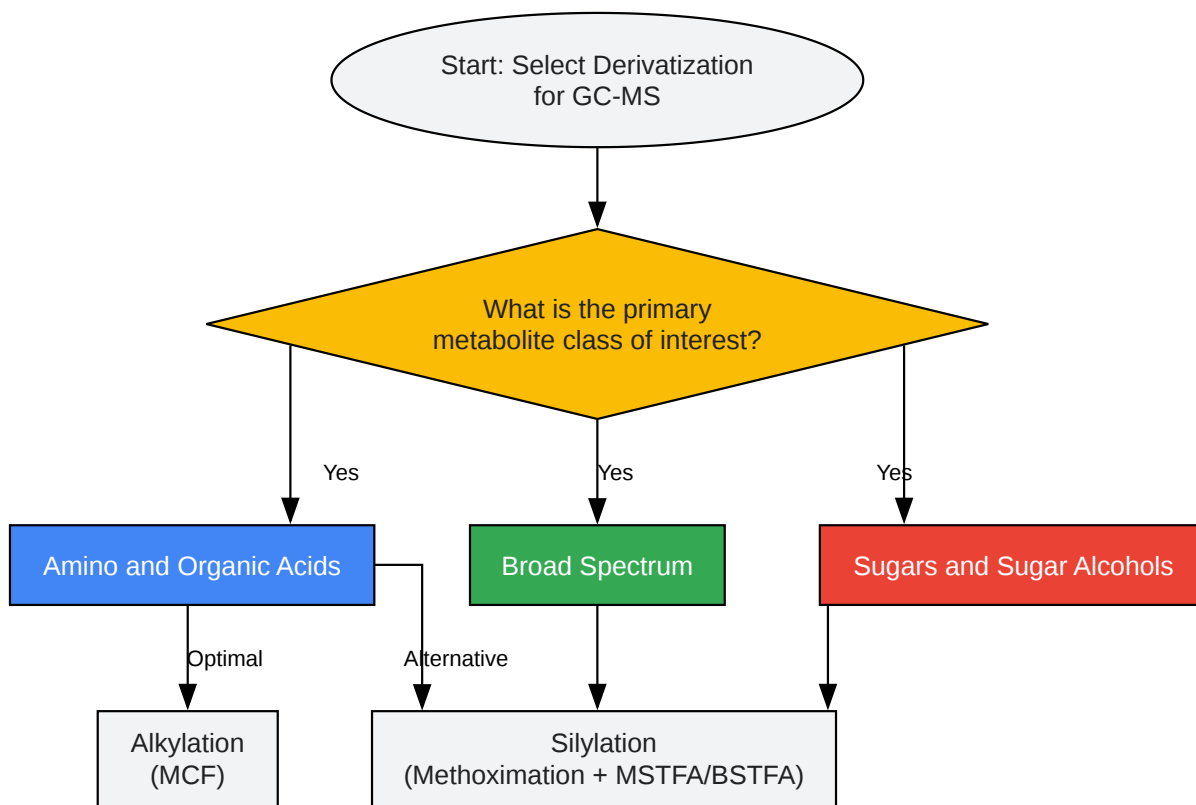 Start: Select Derivatization
for GC-MS
What is the primary
metabolite class of interest?
Yes
Yes
Yes
Amino and Organic Acids
Broad Spectrum
Sugars and Sugar Alcohols
Optimal
Alternative
Alkylation
(MCF)
Silylation
(Methoximation + MSTFA/BSTFA)